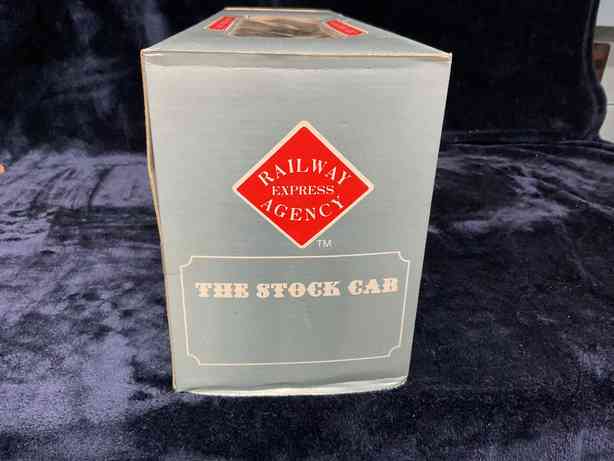 RAILWAY
EXPRESS
AGENCY
TM
THE STOCK CAR